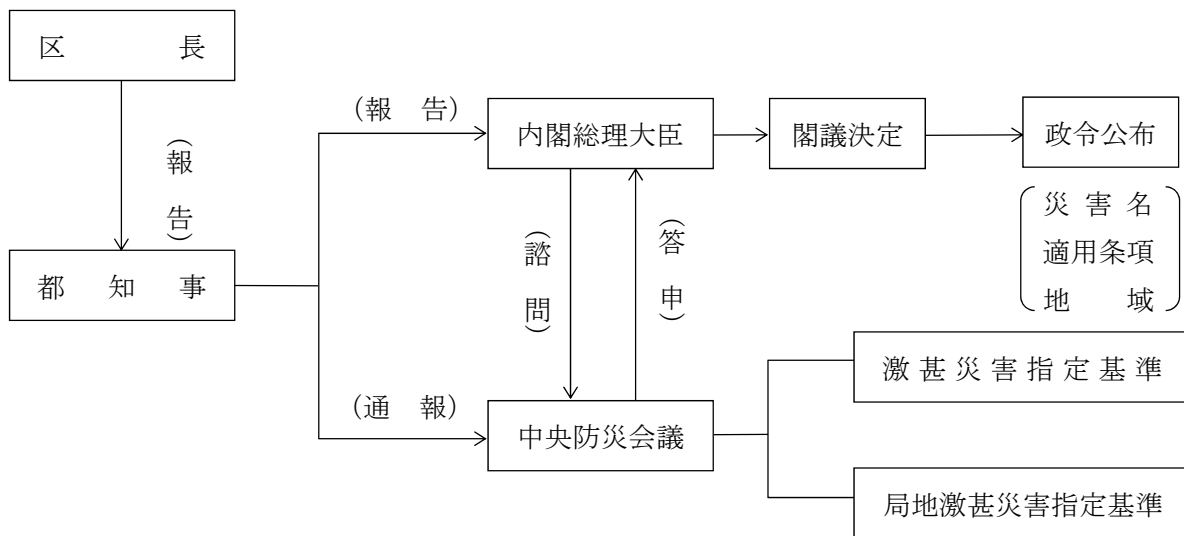 区長
（報告）
都知事
（報告）
内閣総理大臣
閣議決定
政令公布
災害名
適用条項
地域
（諮問）
（答申）
（通報）
中央防災会議
激甚災害指定基準
局地激甚災害指定基準